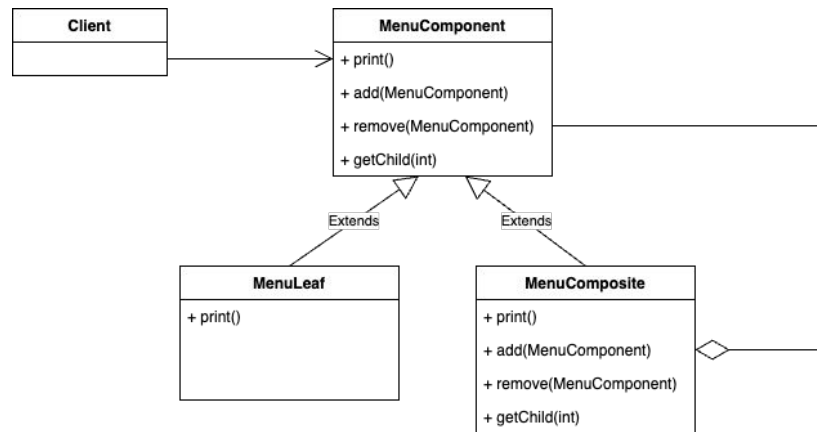 Client
MenuComponent
+ print()
+ add(MenuComponent)
+ remove(MenuComponent)
+ getChild(int)
Extends
Extends
MenuLeaf
+ print()
MenuComposite
+ print()
+ add(MenuComponent)
+ remove(MenuComponent)
+ getChild(int)